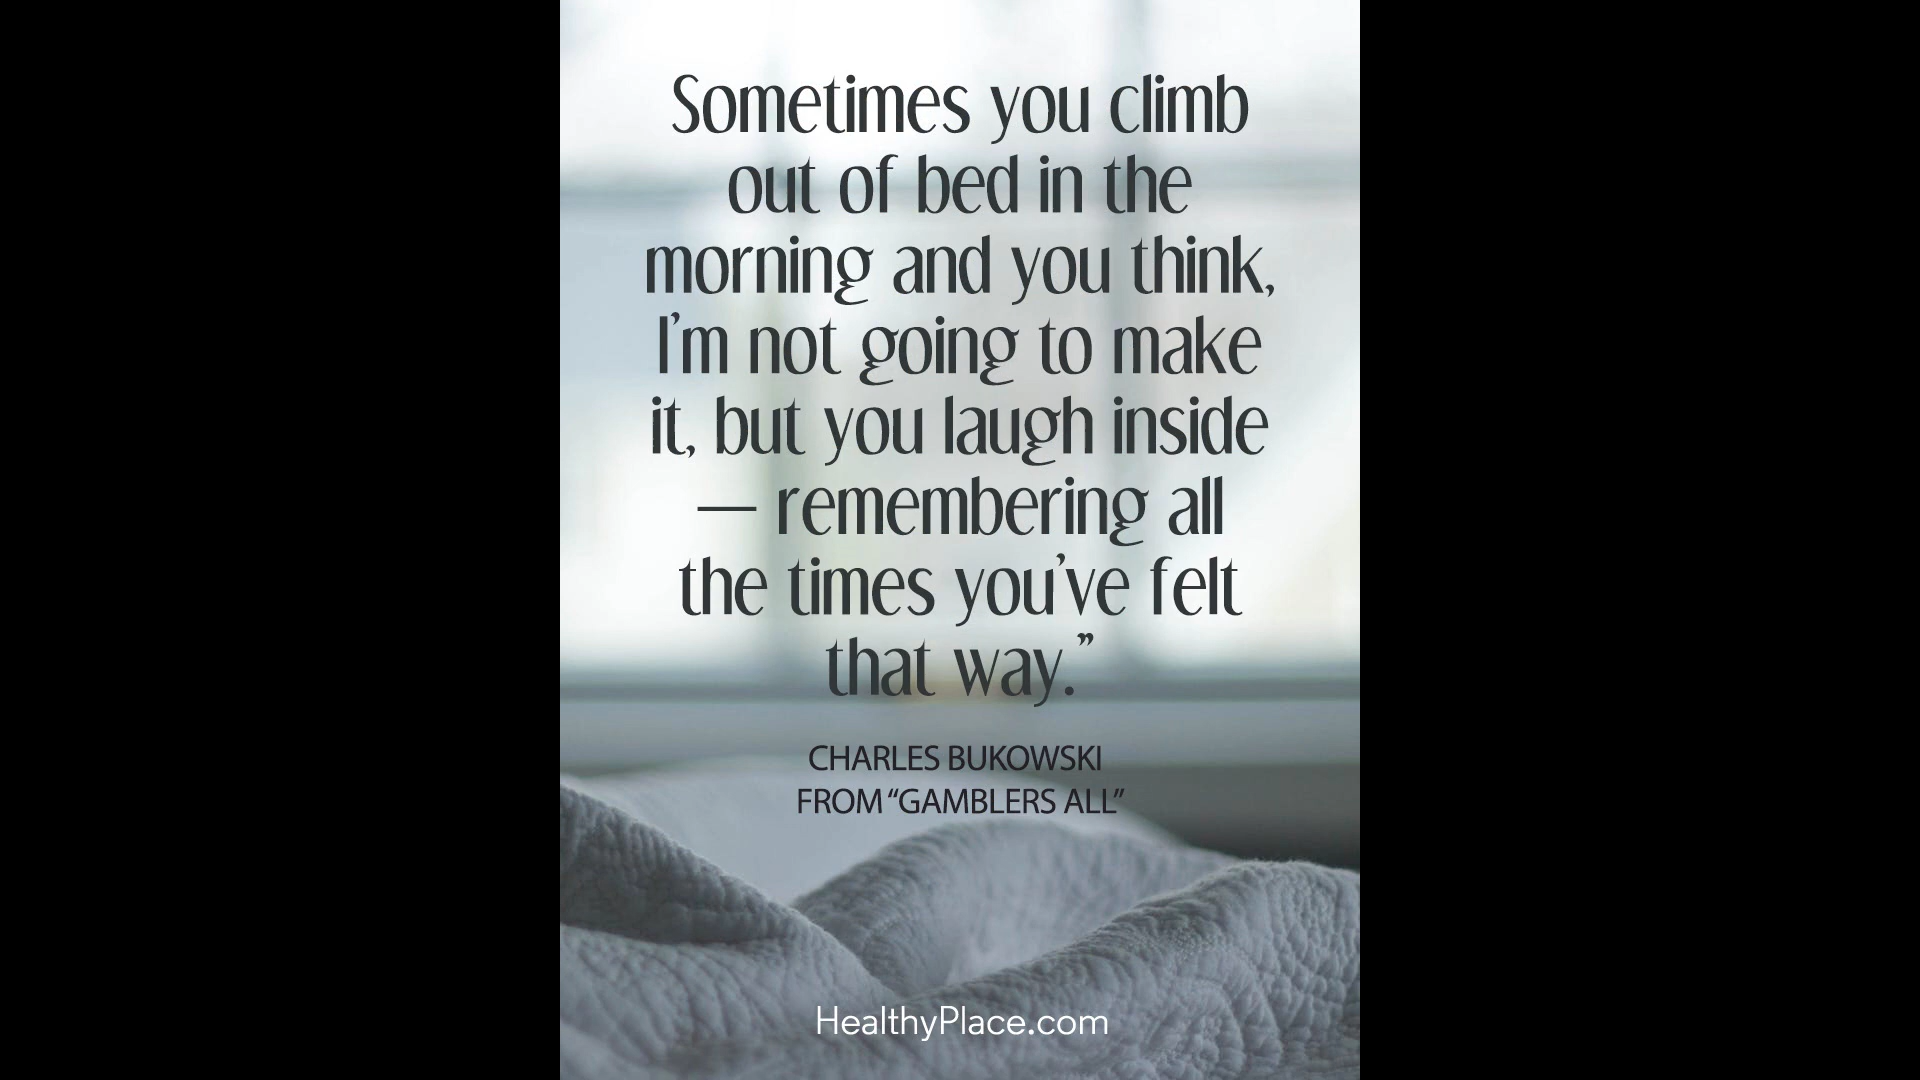 Sometimes you climb
out of bed in the
morning and you think,
I'm not going to make
it, but you laugh inside
— remembering all
the times you've felt
that way.”
CHARLES BUKOWSKI
FROM “GAMBLERS ALL”
HealthyPlace.com